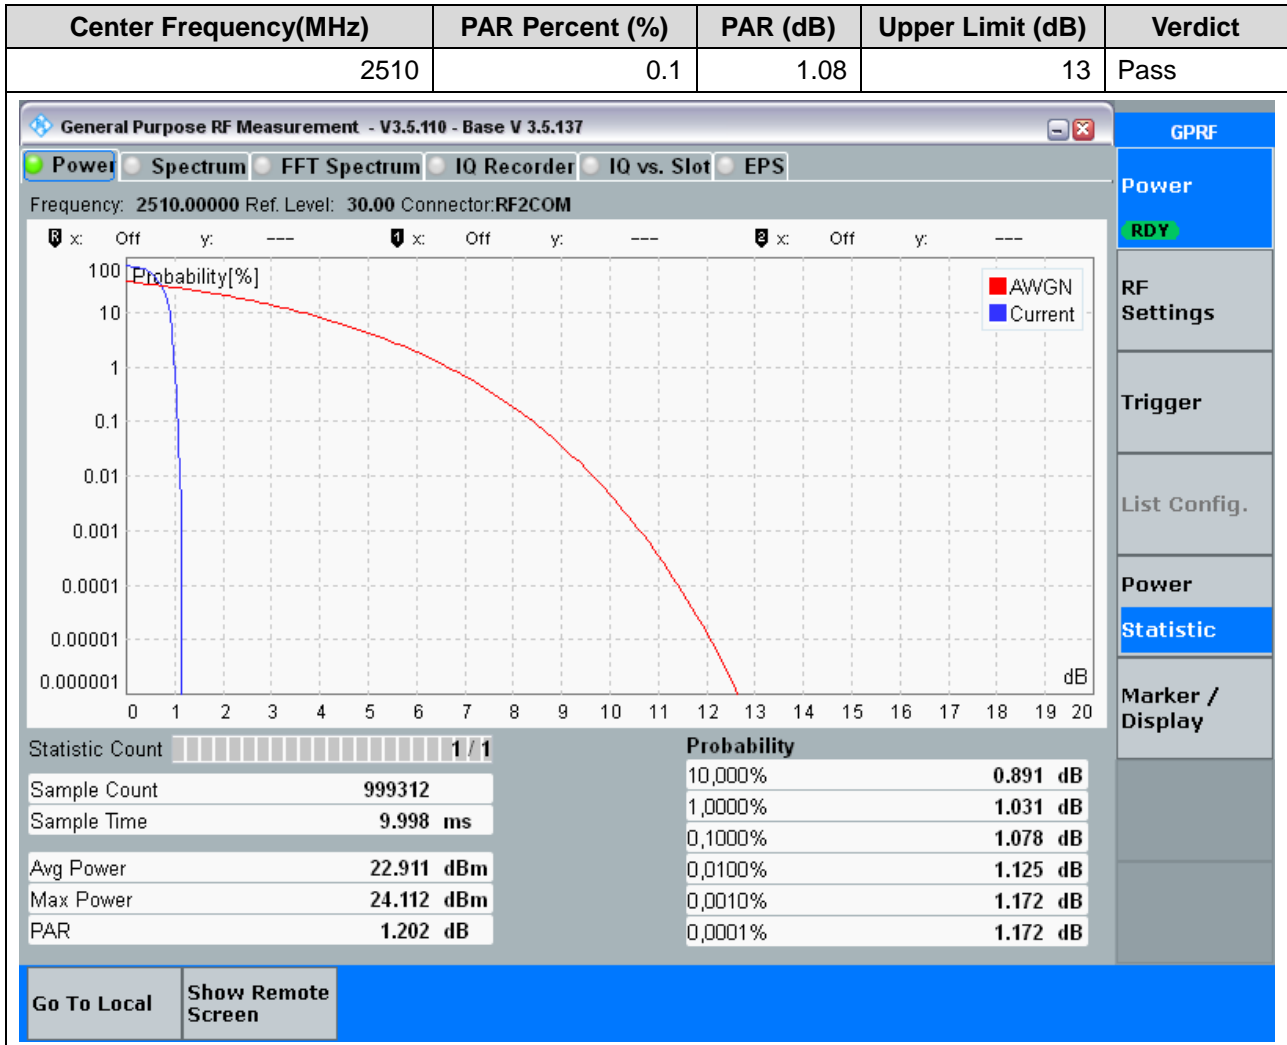 Center Frequency(MHz) PAR Percent (%) PAR (dB) Upper Limit (dB) Verdict
2510 0.1 1.08 13 Pass
General Purpose RF Measurement - V3.5.110 - Base V 3.5.137
GPRF
Power Spectrum FFT Spectrum IQ Recorder IQ vs. Slot EPS
Frequency: 2510.00000 Ref. Level: 30.00 Connector:RF2COM
R x: Off y: --- 1 x: Off y: --- 2 x: Off y: ---
Probability[%]
100
10
1
0.1
0.01
0.001
0.0001
0.00001
0.000001
AWGN
Current
dB
0 1 2 3 4 5 6 7 8 9 10 11 12 13 14 15 16 17 18 19 20
Statistic Count 1 / 1
Sample Count 999312
Sample Time 9.998 ms
Avg Power 22.911 dBm
Max Power 24.112 dBm
PAR 1.202 dB
Probability
10,000% 0.891 dB
1,0000% 1.031 dB
0,1000% 1.078 dB
0,0100% 1.125 dB
0,0010% 1.172 dB
0,0001% 1.172 dB
Power
RDY
RF
Settings
Trigger
List Config.
Power
Statistic
Marker /
Display
Go To Local
Show Remote
Screen